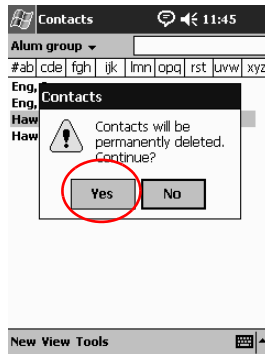 Contacts 11:45
Alum group
#ab cde fgh ijk lmn opq rst uvw xyz
Eng,
Eng,
Haw
Haw
Contacts
Contacts will be
permanently deleted.
Continue?
Yes No
New View Tools